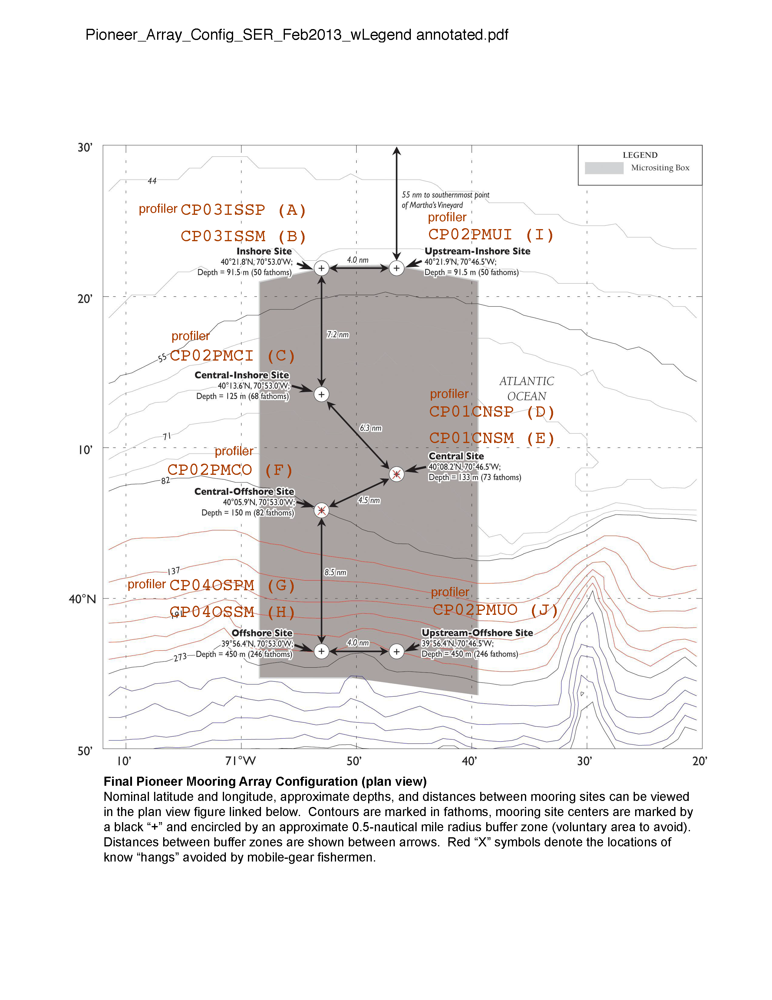 Pioneer_Array_Config_SER_Feb2013_wLegend annotated.pdf
30’
LEGEND
Micrositing Box
44
55 nm to southernmost point
of Martha’s Vineyard
profiler CP03ISSP (A)
profiler
CP03ISSM (B)
CP02PMUI (I)
Inshore Site
40°21.8'N, 70°53.0'W;
Depth = 91.5 m (50 fathoms)
4.0 nm
Upstream-Inshore Site
40°21.9'N, 70°46.5'W;
Depth = 91.5 m (50 fathoms)
20’
7.2 nm
profiler
55
CP02PMCI (C)
Central-Inshore Site
40°13.6'N, 70°53.0'W;
Depth = 125 m (68 fathoms)
ATLANTIC
OCEAN
profiler
CP01CNSP (D)
6.3 nm
71
CP01CNSM (E)
10’
profiler
Central Site
40°08.2'N, 70°46.5'W;
Depth = 133 m (73 fathoms)
CP02PMCO (F)
82
Central-Offshore Site
40°05.9'N, 70°53.0'W;
Depth = 150 m (82 fathoms)
4.5 nm
137
8.5 nm
profiler CP04OSPM (G)
profiler
40°N
191
CP04OSSM (H)
CP02PMUO (J)
Offshore Site
39°56.4'N, 70°53.0'W;
Depth = 450 m (246 fathoms)
4.0 nm
Upstream-Offshore Site
39°56.4'N, 70°46.5'W;
Depth = 450 m (246 fathoms)
273
50’
10’ 71°W 50’ 40’ 30’ 20’
Final Pioneer Mooring Array Configuration (plan view)
Nominal latitude and longitude, approximate depths, and distances between mooring sites can be viewed
in the plan view figure linked below.  Contours are marked in fathoms, mooring site centers are marked by
a black “+” and encircled by an approximate 0.5-nautical mile radius buffer zone (voluntary area to avoid).
Distances between buffer zones are shown between arrows.  Red “X” symbols denote the locations of
know “hangs” avoided by mobile-gear fishermen.